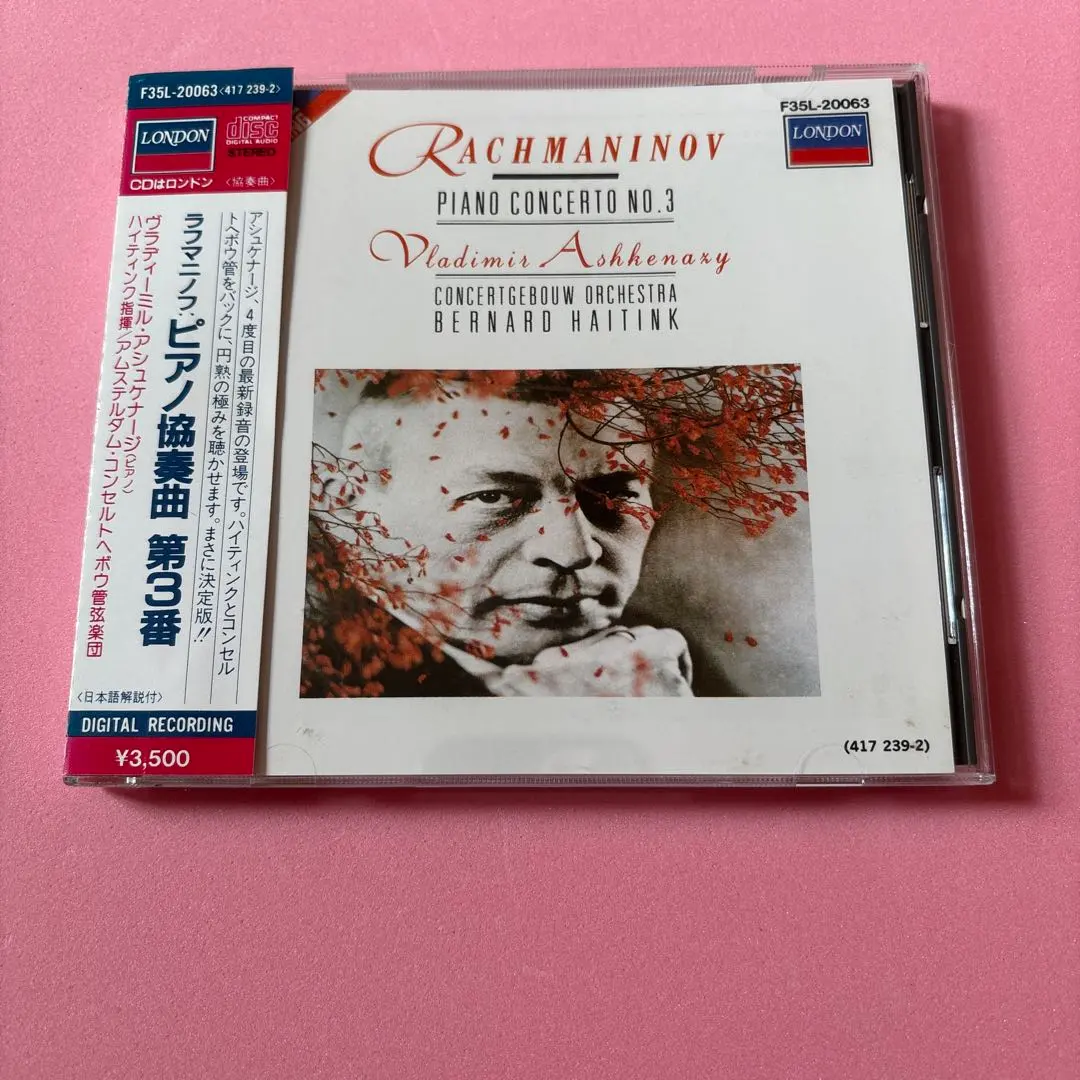 F35L-20063<417 239-2>
LONDON
COMPACT
disc
DIGITAL AUDIO
STEREO
CDはロンドン
〈協奏曲〉
アシュケナージ、4度目の最新録音の登場です。ハイティンクとコンセル
トヘボウ管をバックに、円熟の極みを聴かせます。まさに決定版!!
ラフマニノフ:ピアノ協奏曲 第3番
ヴラディーミル・アシュケナージ〈ピアノ〉
ハイティンク指揮/アムステルダム・コンセルトヘボウ管弦楽団
〈日本語解説付〉
DIGITAL RECORDING
¥3,500
F35L-20063
LONDON
RACHMANINOV
PIANO CONCERTO NO.3
Vladimir Ashkenazy
CONCERTGEBOUW ORCHESTRA
BERNARD HAITINK
(417 239-2)